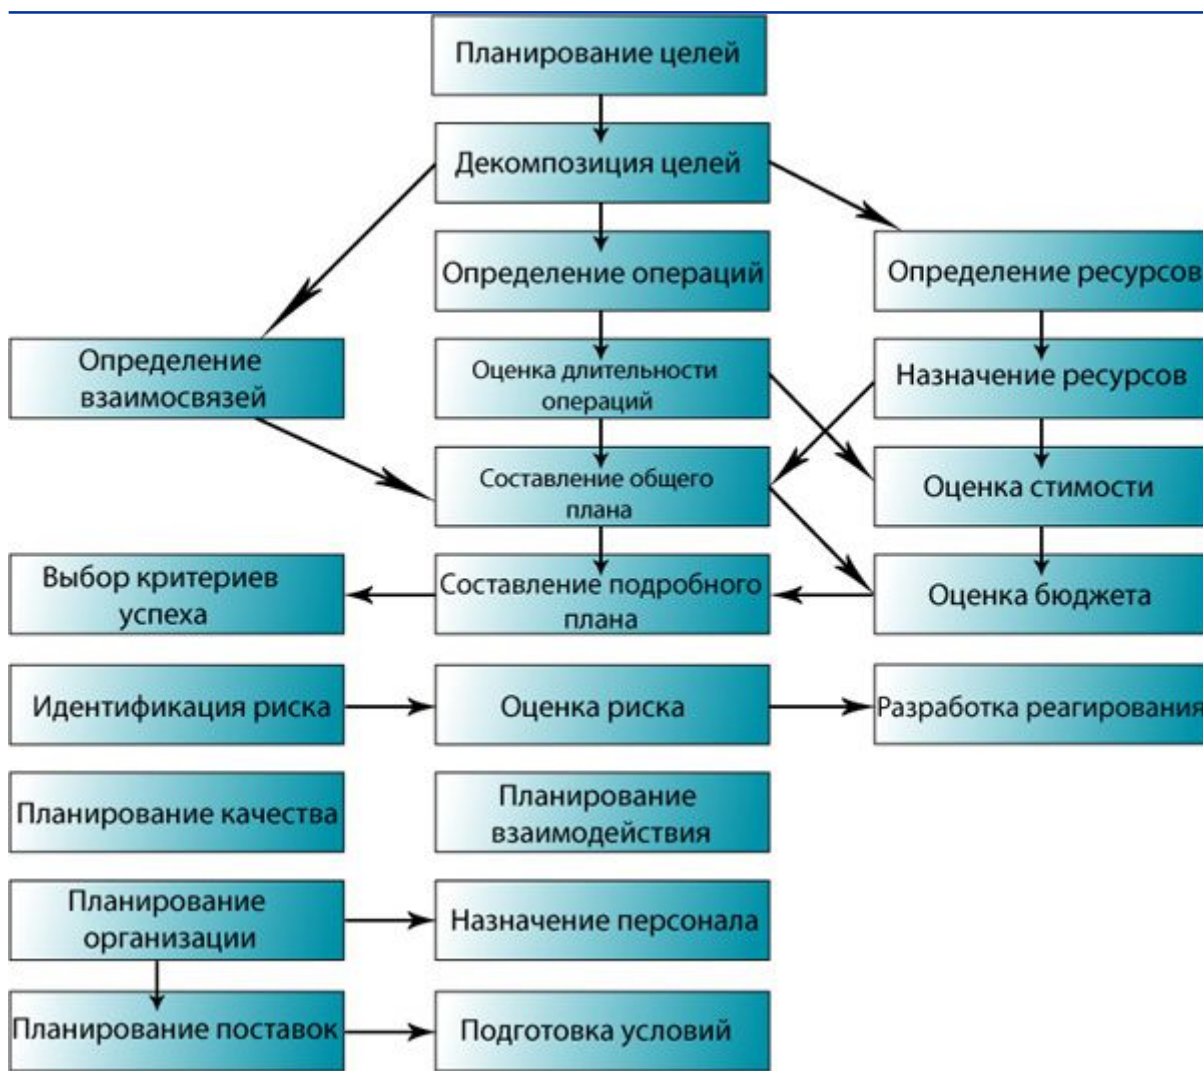 Планирование целей
Декомпозиция целей
Определение операций
Определение ресурсов
Определение
взаимосвязей
Оценка длительности
операций
Назначение ресурсов
Составление общего
плана
Оценка стимости
Выбор критериев
успеха
Составление подробного
плана
Оценка бюджета
Идентификация риска
Оценка риска
Разработка реагирования
Планирование качества
Планирование
взаимодействия
Планирование
организации
Назначение персонала
Планирование поставок
Подготовка условий